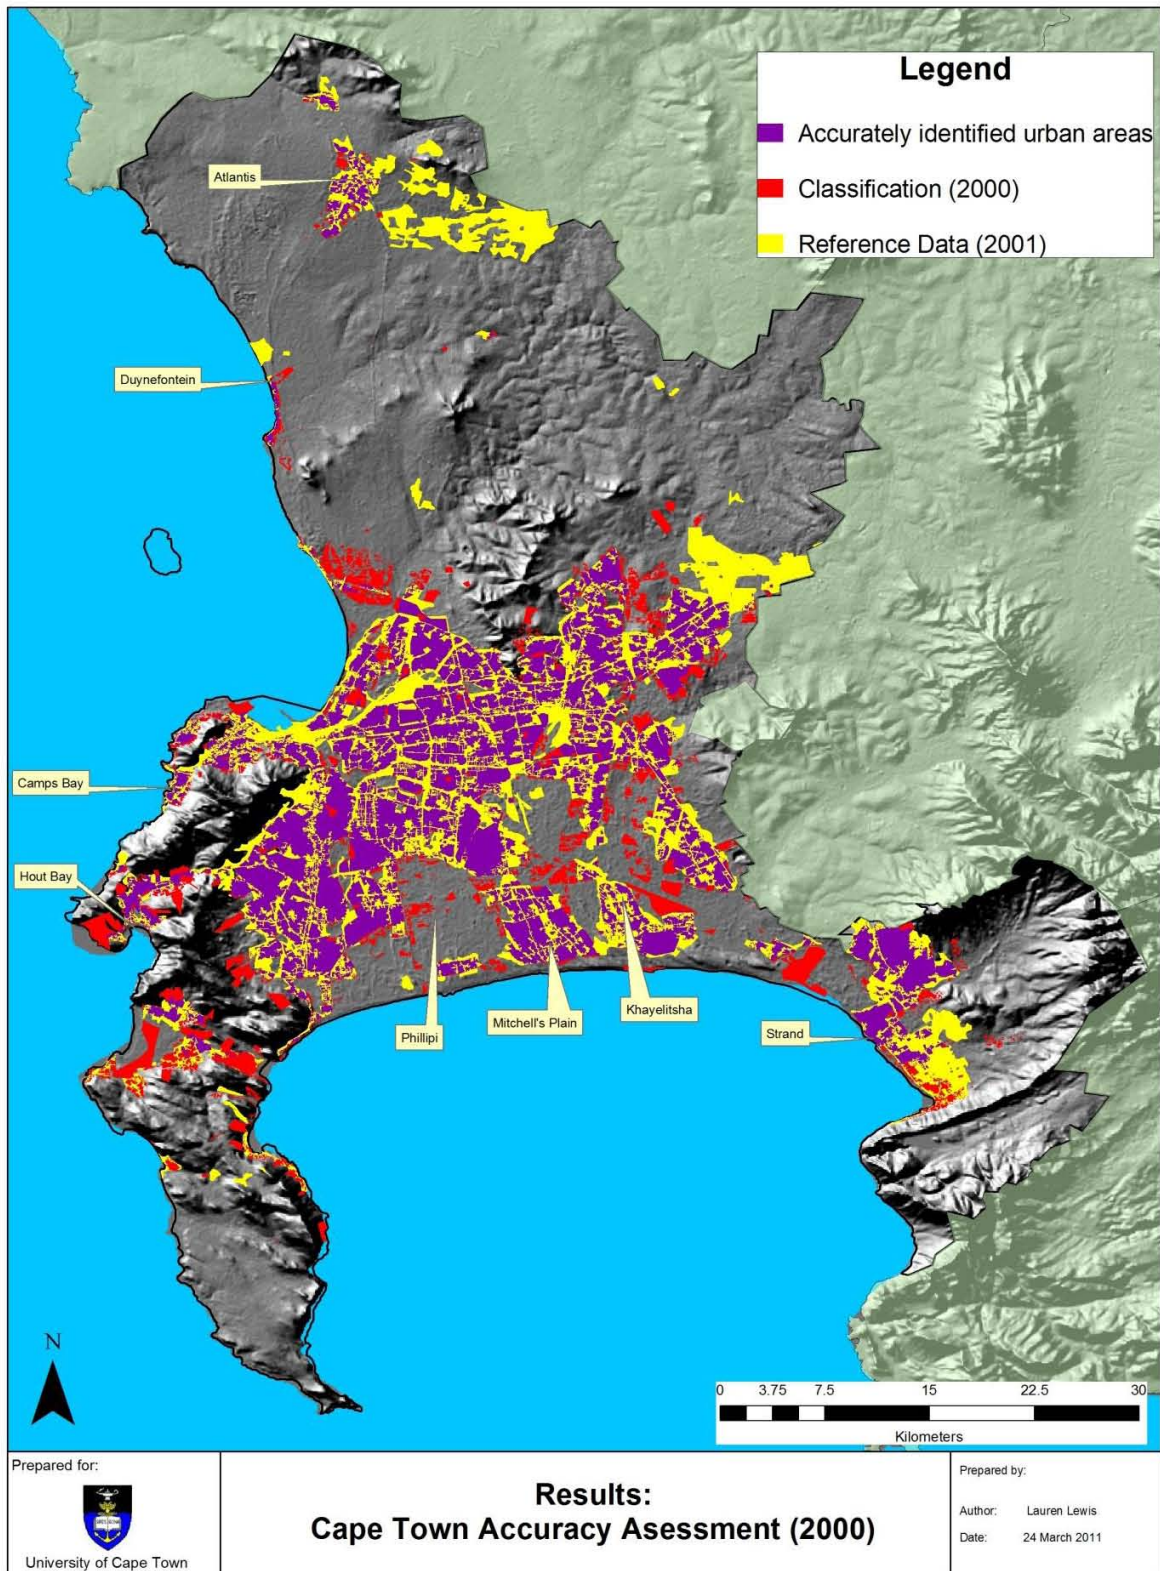 Legend
Accurately identified urban areas
Classification (2000)
Reference Data (2001)
Atlantis
Duynefontein
Camps Bay
Hout Bay
Phillipi
Mitchell's Plain
Khayelitsha
Strand
N
0 3.75 7.5 15 22.5 30
Kilometers
Prepared for:
University of Cape Town
Results:
Cape Town Accuracy Asessment (2000)
Prepared by:
Author: Lauren Lewis
Date: 24 March 2011